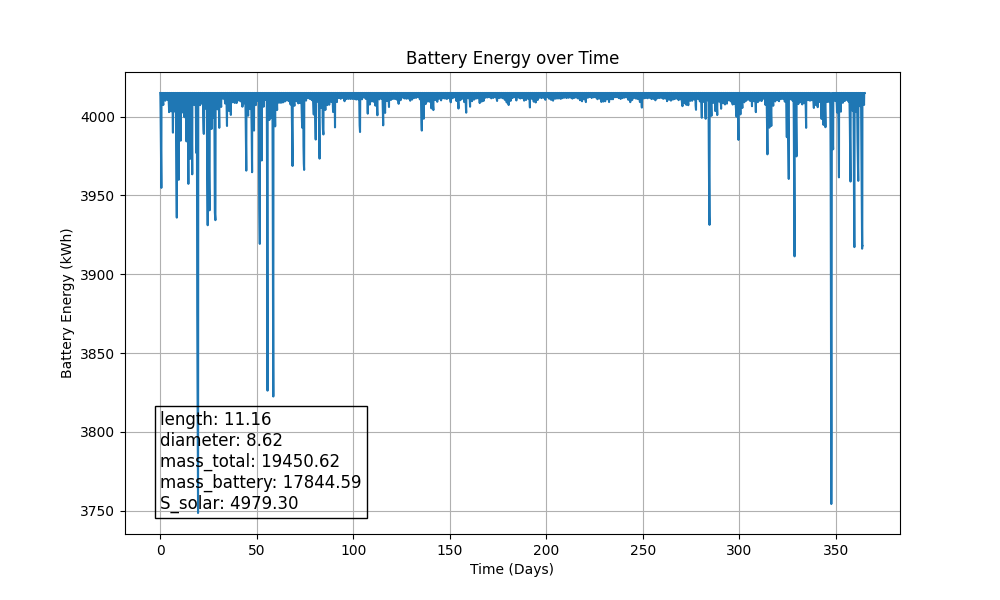 Battery Energy over Time
Battery Energy (kWh)
4000
3950
3900
3850
3800
3750
length: 11.16
diameter: 8.62
mass_total: 19450.62
mass_battery: 17844.59
S_solar: 4979.30
0 50 100 150 200 250 300 350
Time (Days)